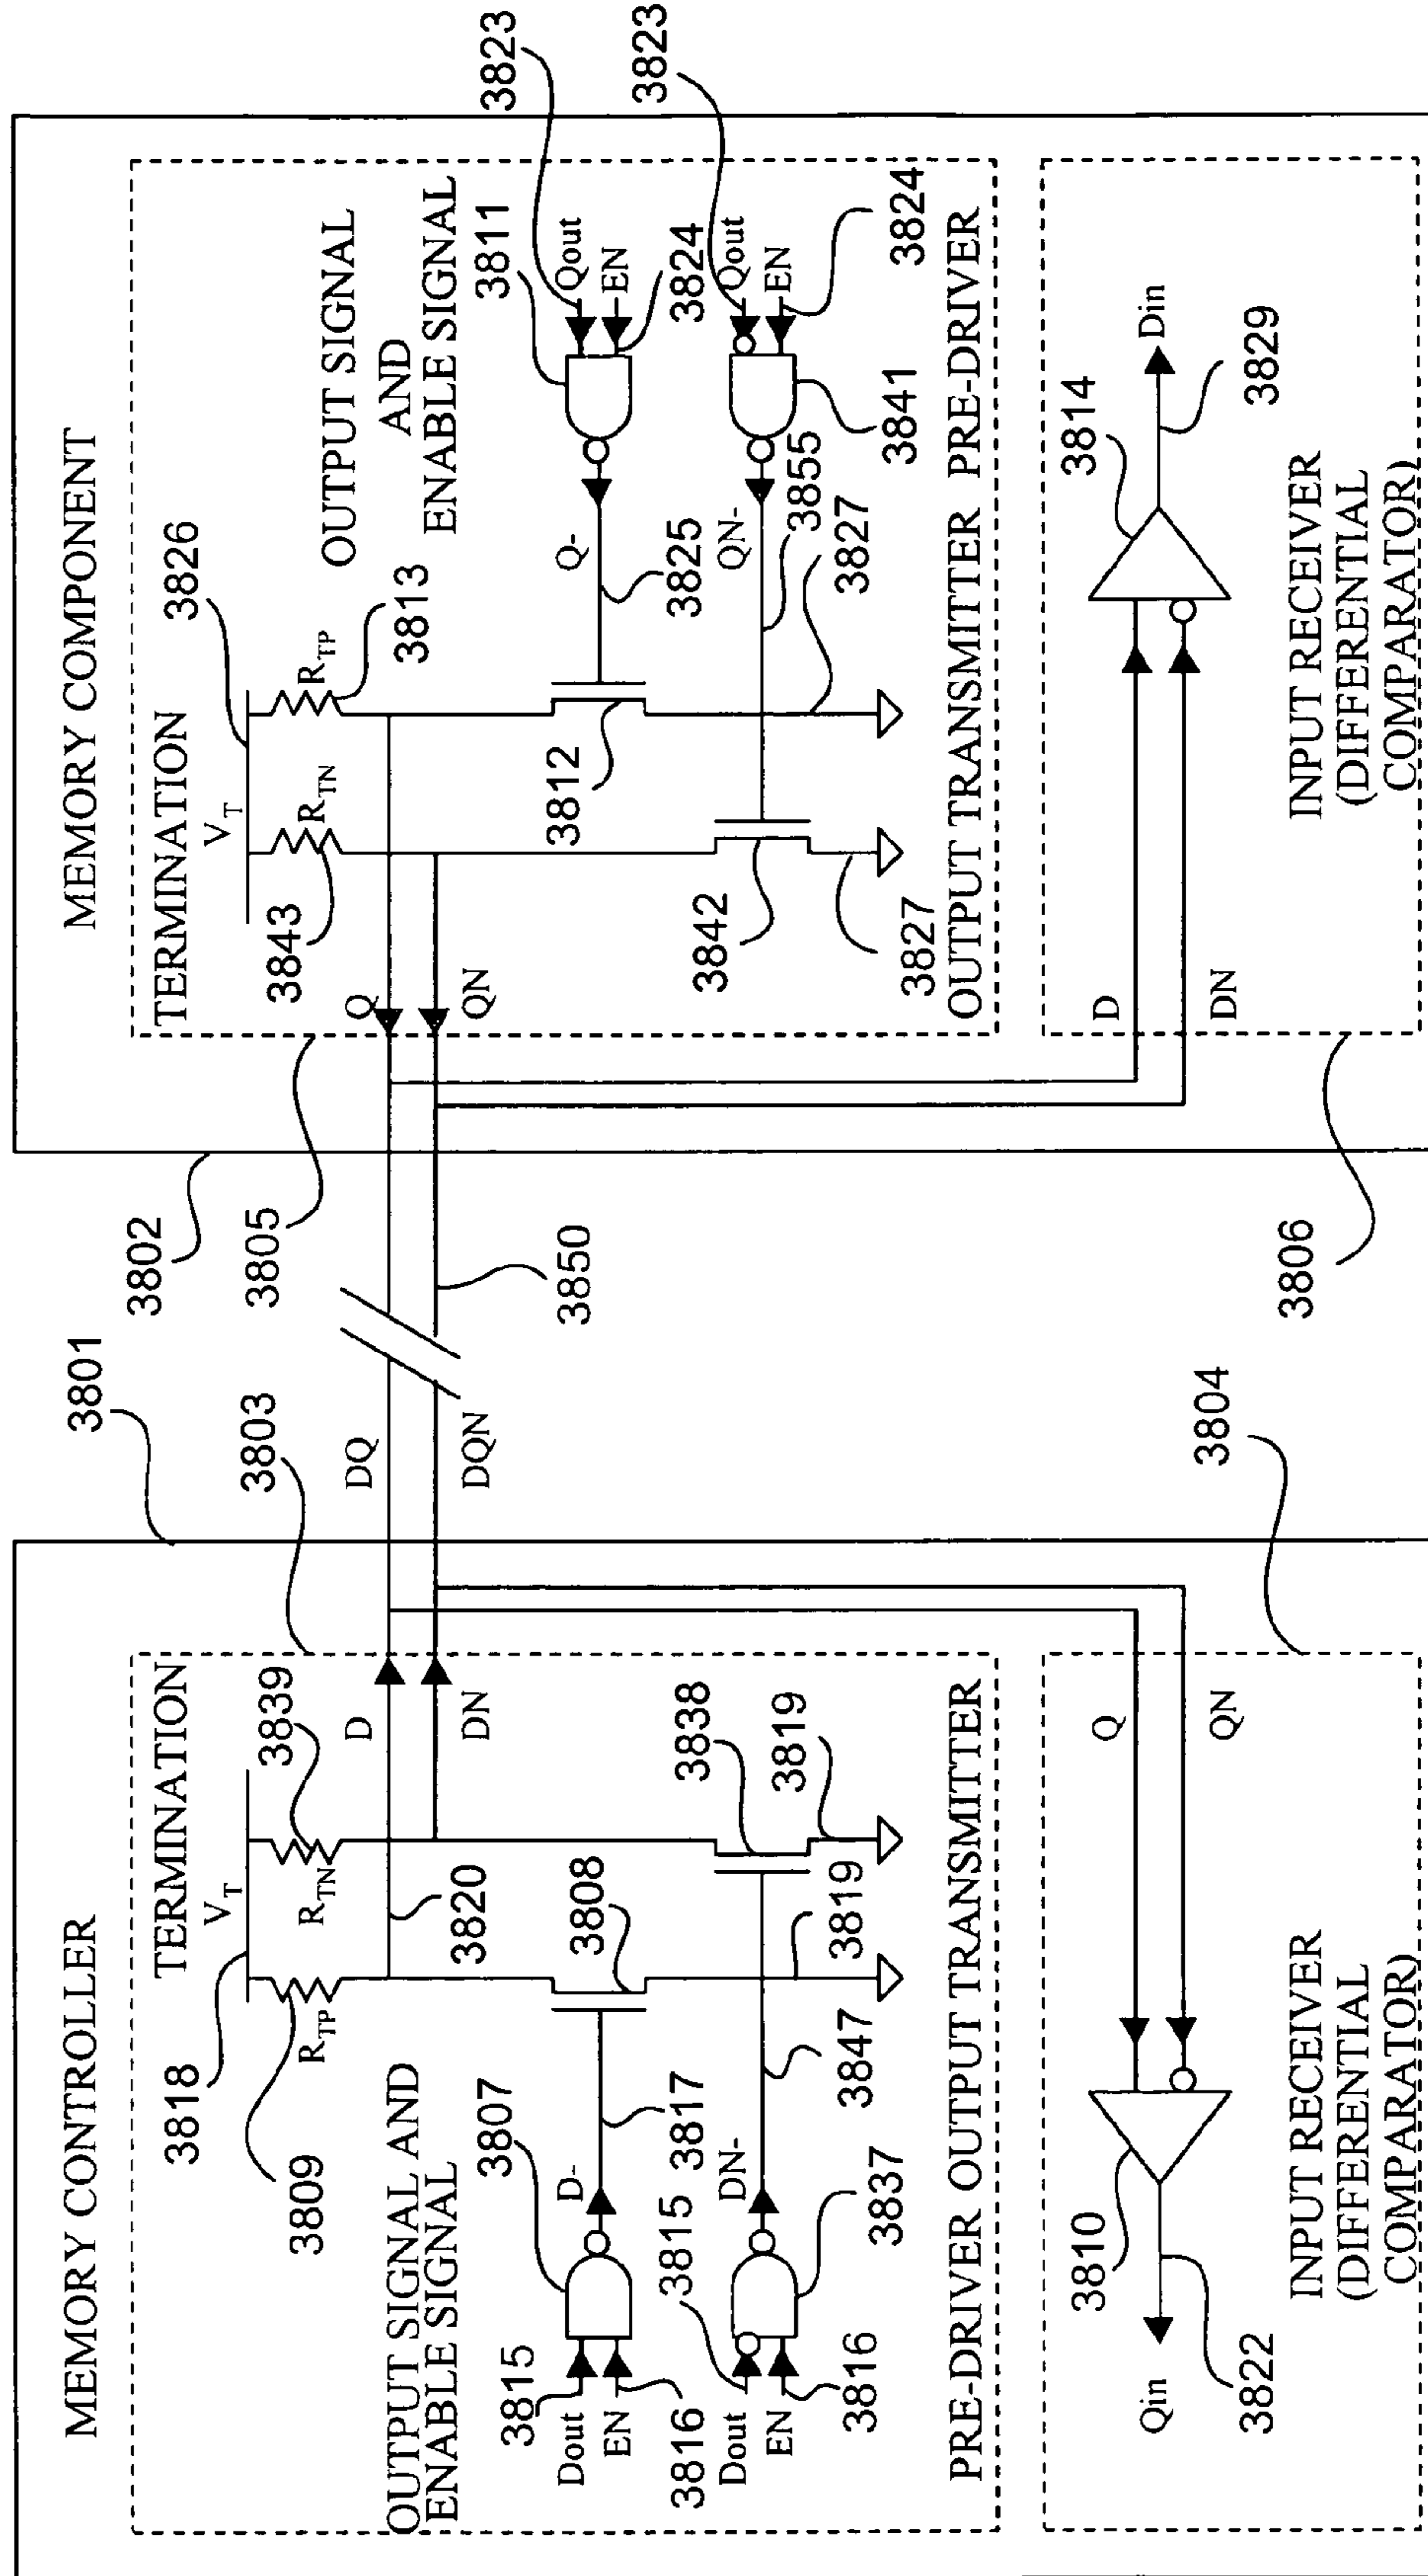 MEMORY CONTROLLER
OUTPUT SIGNAL AND
ENABLE SIGNAL
TERMINATION
3818
V_T
3809
R_TP
R_TN
3839
3803
D
DN
3820
3807
3808
Dout
3815
EN
3816
D-
3817
3838
3819
3819
Dout
3815
EN
3816
DN-
3847
3837
PRE-DRIVER OUTPUT TRANSMITTER
3804
Q
QN
3810
Qin
3822
INPUT RECEIVER
(DIFFERENTIAL
COMPARATOR)
3801
DQ
DQN
3850
MEMORY COMPONENT
3802
3805
TERMINATION
3826
V_T
3843
R_TN
R_TP
3813
OUTPUT SIGNAL
AND
ENABLE SIGNAL
Q
QN
3812
Q-
3825
3811
Qout
3823
EN
3824
3842
3827
QN-
3855
3827
3841
Qout
3823
EN
3824
OUTPUT TRANSMITTER PRE-DRIVER
3806
D
DN
3814
Din
3829
INPUT RECEIVER
(DIFFERENTIAL
COMPARATOR)